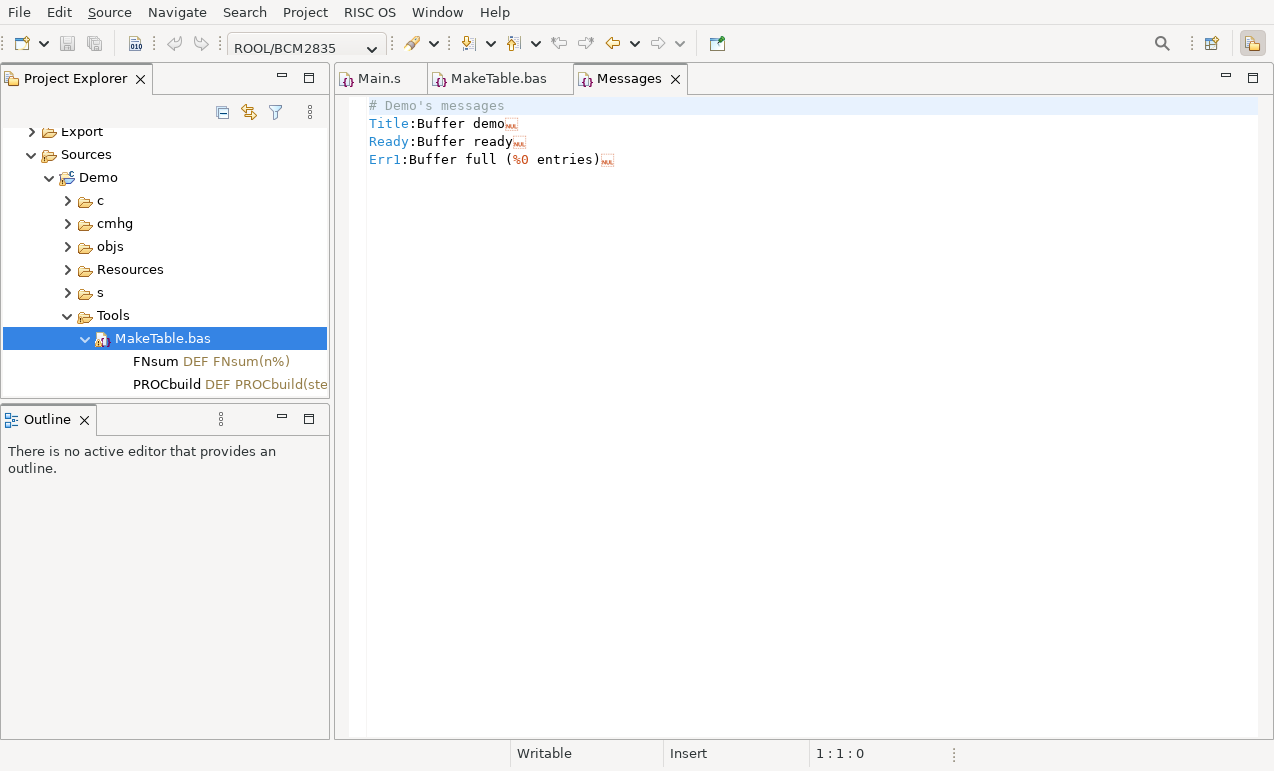 File Edit Source Navigate Search Project RISC OS Window Help
ROOL/BCM2835
Project Explorer
Export
Sources
Demo
c
cmhg
objs
Resources
s
Tools
MakeTable.bas
FNsum DEF FNsum(n%)
PROCbuild DEF PROCbuild(ste
Outline
There is no active editor that provides an
outline.
Main.s MakeTable.bas Messages
# Demo's messages
Title:Buffer demoNUL
Ready:Buffer readyNUL
Err1:Buffer full (%0 entries)NUL
Writable Insert 1 : 1 : 0